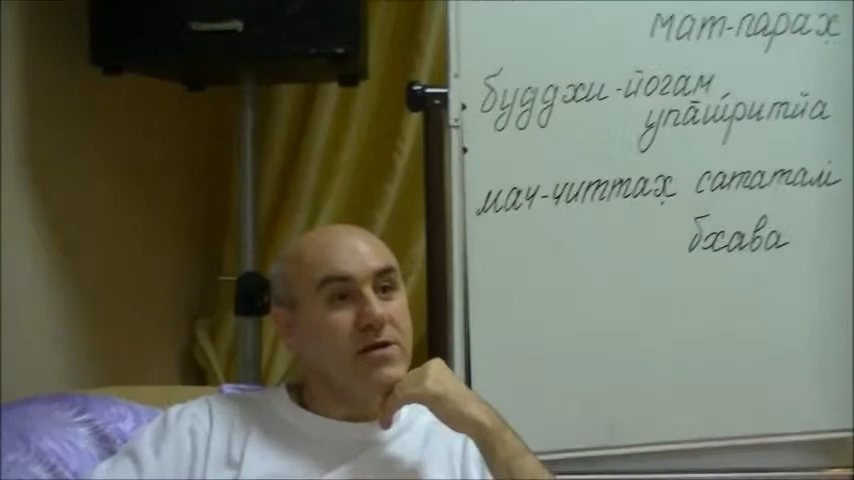 мат-парах̣
буддхи-йогам
упāш́ритйа
мач-читтах̣ сататам̇
бхава